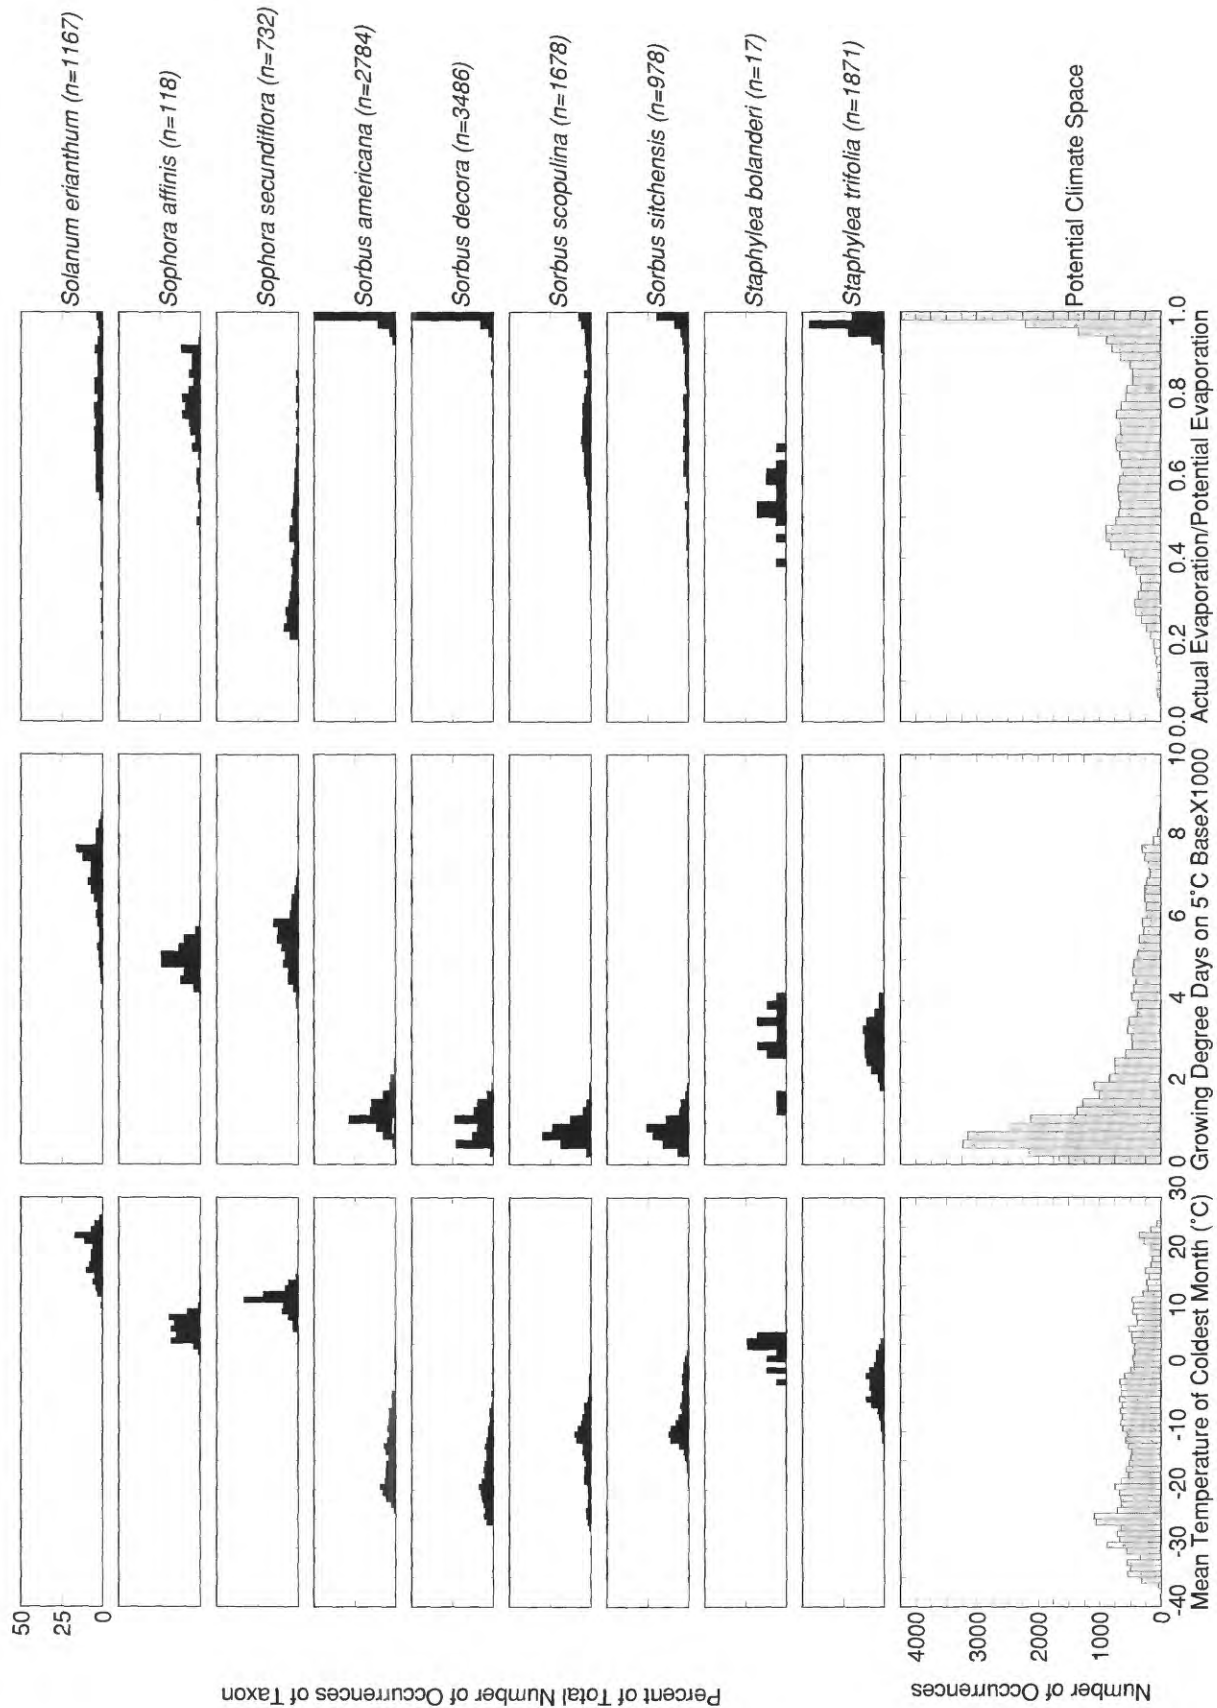 Solanum erianthum (n=1167)
Sophora affinis (n=118)
Sophora secundiflora (n=732)
Sorbus americana (n=2784)
Sorbus decora (n=3486)
Sorbus scopulina (n=1678)
Sorbus sitchensis (n=978)
Staphylea bolanderi (n=17)
Staphylea trifolia (n=1871)
Potential Climate Space
50
25
0
Percent of Total Number of Occurrences of Taxon
4000
2000
1000
0
Number of Occurrences
-40 -30 -20 -10 0 10 20 30
Mean Temperature of Coldest Month (°C)
0 2 4 6 8 10
Growing Degree Days on 5°C BaseX1000
0.0 0.2 0.4 0.6 0.8 1.0
Actual Evaporation/Potential Evaporation